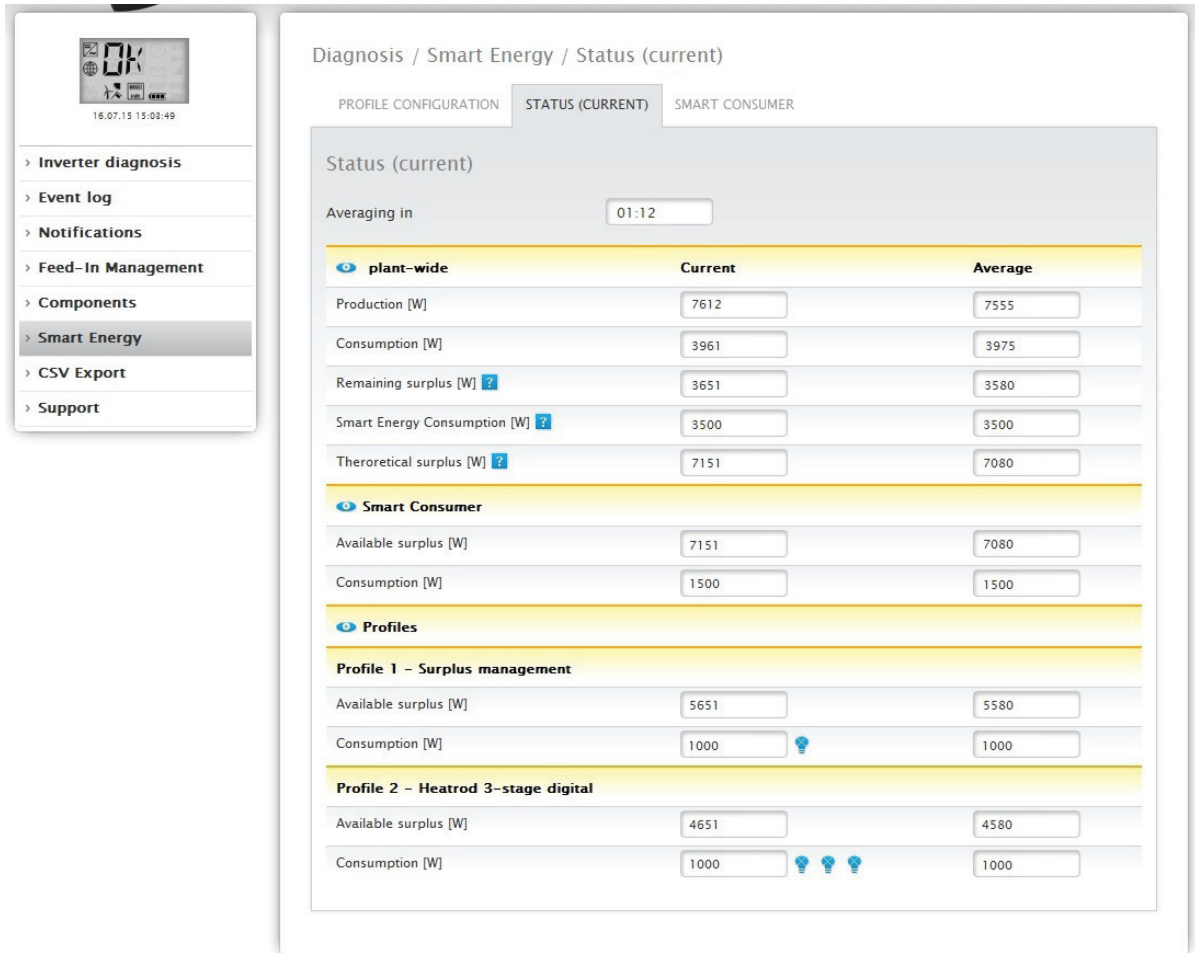 OK
16.07.15 15:03:49
› Inverter diagnosis
› Event log
› Notifications
› Feed-In Management
› Components
› Smart Energy
› CSV Export
› Support
Diagnosis / Smart Energy / Status (current)
PROFILE CONFIGURATION STATUS (CURRENT) SMART CONSUMER
Status (current)
Averaging in 01:12
plant-wide Current Average
Production [W] 7612 7555
Consumption [W] 3961 3975
Remaining surplus [W] ? 3651 3580
Smart Energy Consumption [W] ? 3500 3500
Theroretical surplus [W] ? 7151 7080
Smart Consumer
Available surplus [W] 7151 7080
Consumption [W] 1500 1500
Profiles
Profile 1 – Surplus management
Available surplus [W] 5651 5580
Consumption [W] 1000 1000
Profile 2 – Heatrod 3-stage digital
Available surplus [W] 4651 4580
Consumption [W] 1000 1000